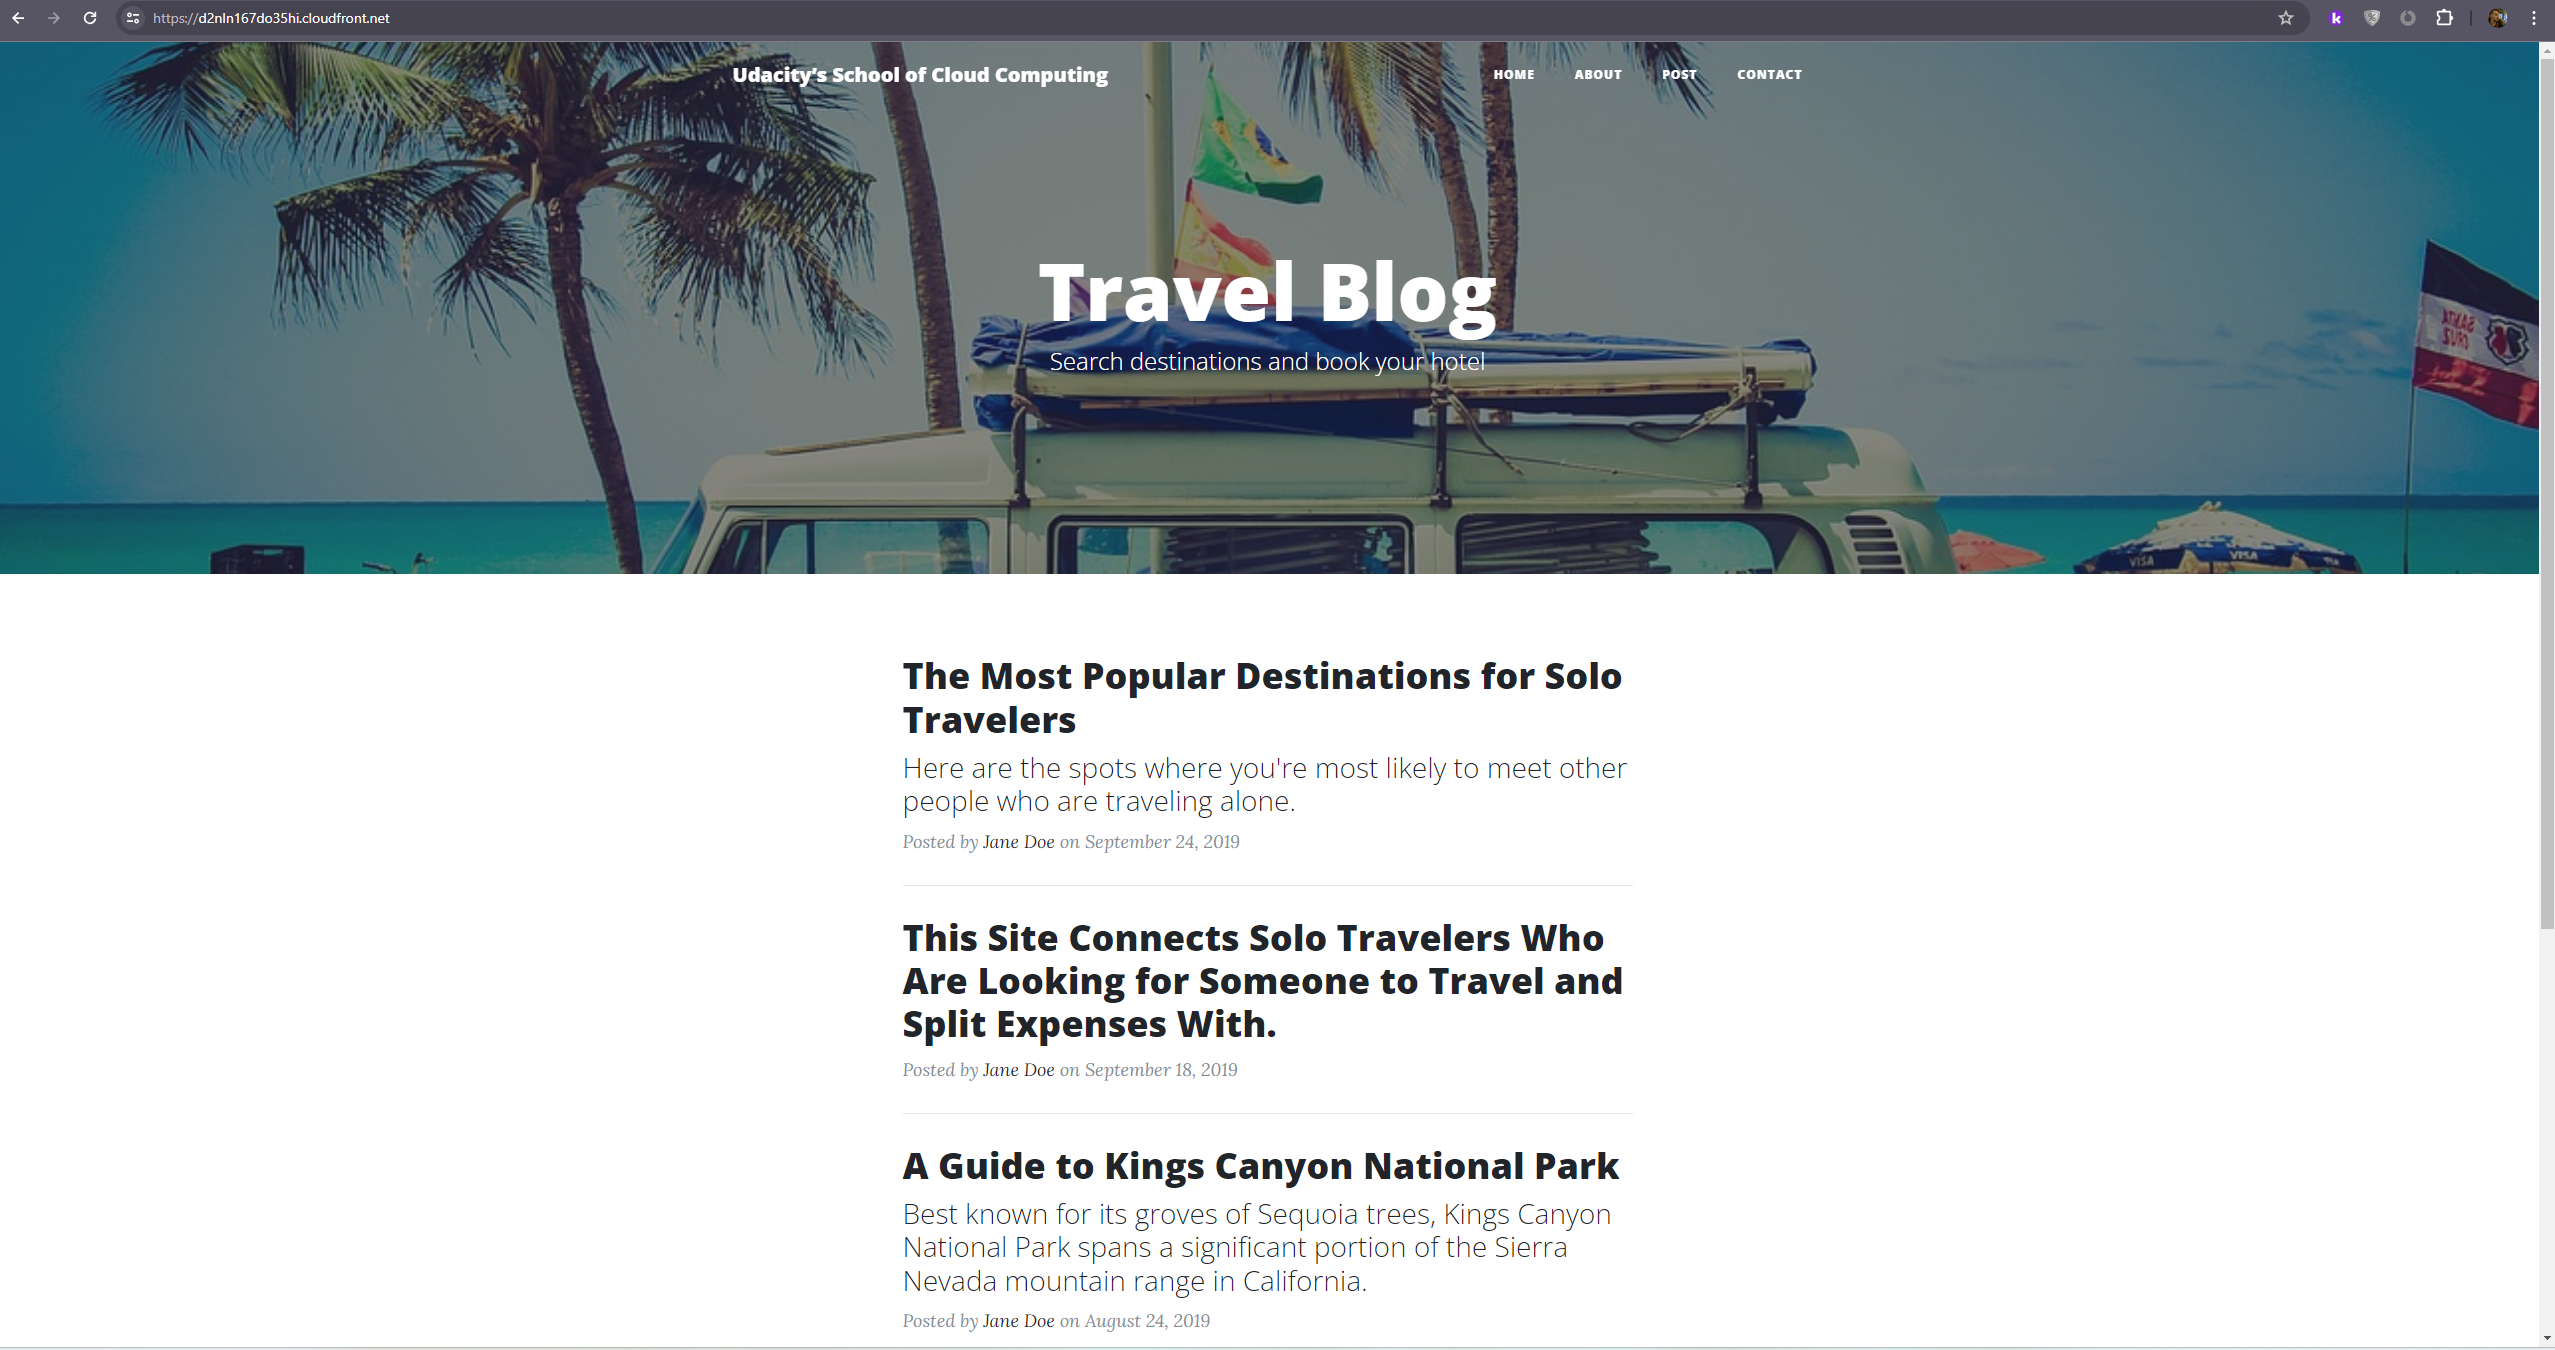 https://d2nln167do35hi.cloudfront.net
Udacity's School of Cloud Computing
HOME ABOUT POST CONTACT
Travel Blog
Search destinations and book your hotel
SANTA
CRUZ
VISA VISA
The Most Popular Destinations for Solo
Travelers
Here are the spots where you're most likely to meet other
people who are traveling alone.
Posted by Jane Doe on September 24, 2019
This Site Connects Solo Travelers Who
Are Looking for Someone to Travel and
Split Expenses With.
Posted by Jane Doe on September 18, 2019
A Guide to Kings Canyon National Park
Best known for its groves of Sequoia trees, Kings Canyon
National Park spans a significant portion of the Sierra
Nevada mountain range in California.
Posted by Jane Doe on August 24, 2019